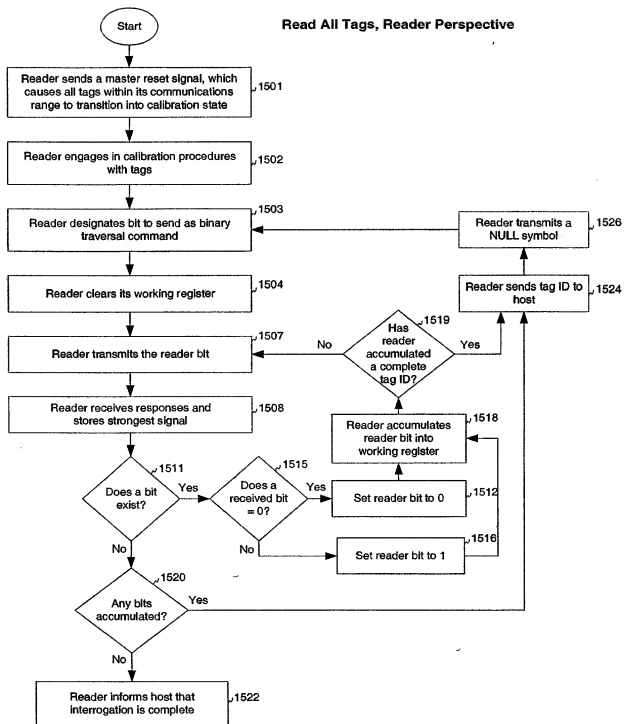 Start
Read All Tags, Reader Perspective
Reader sends a master reset signal, which
causes all tags within its communications
range to transition into calibration state
1501
Reader engages in calibration procedures
with tags
1502
Reader designates bit to send as binary
traversal command
1503
Reader transmits a
NULL symbol
1526
Reader clears its working register
1504
Reader sends tag ID to
host
1524
Reader transmits the reader bit
1507
No
Has
reader
accumulated
a complete
tag ID?
1519
Yes
Reader receives responses and
stores strongest signal
1508
Reader accumulates
reader bit into
working register
1518
Does a bit
exist?
1511
Yes
Does a
received bit
= 0?
1515
Yes
Set reader bit to 0
1512
No
No
Set reader bit to 1
1516
Any bits
accumulated?
1520
Yes
No
Reader informs host that
interrogation is complete
1522